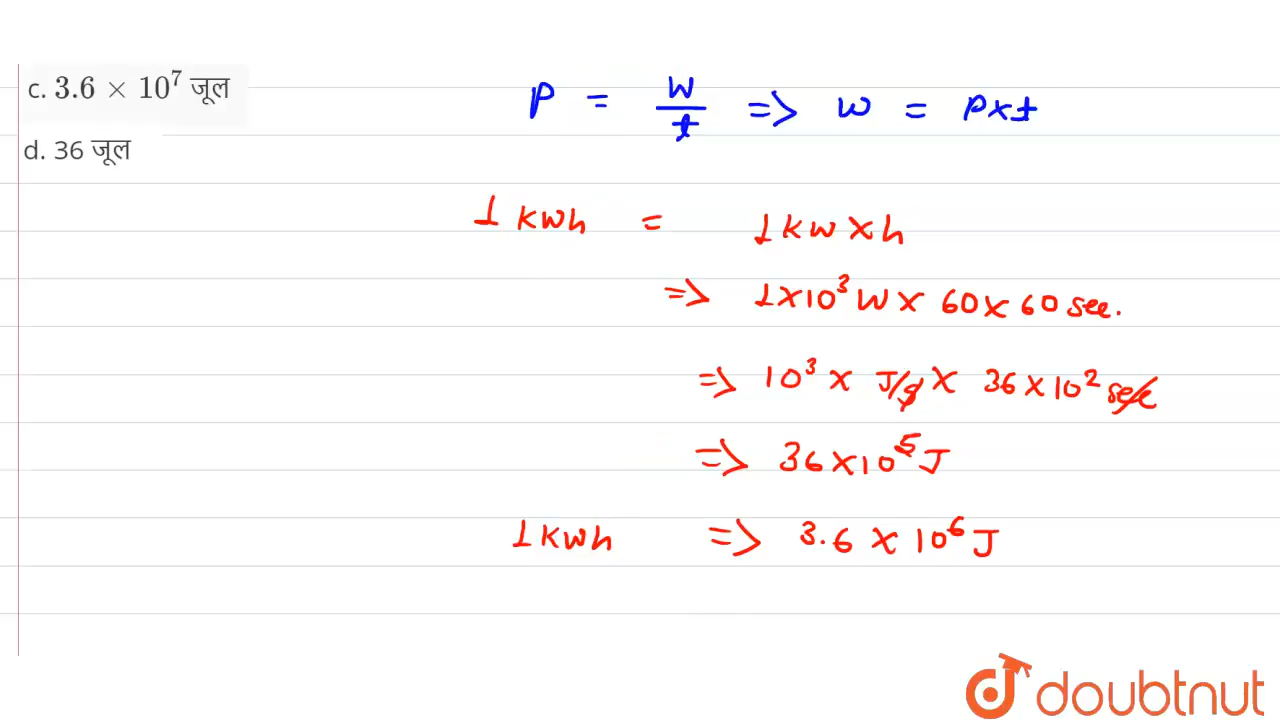 c. 3.6 × 10⁷ जूल
d. 36 जूल
P = W/t => W = P×t
1 kwh = 1 kw × h
=> 1×10³ W × 60 × 60 sec.
=> 10³ × J/s × 36 × 10² sec
=> 36 × 10⁵ J
1 kwh => 3.6 × 10⁶ J
doubtnut